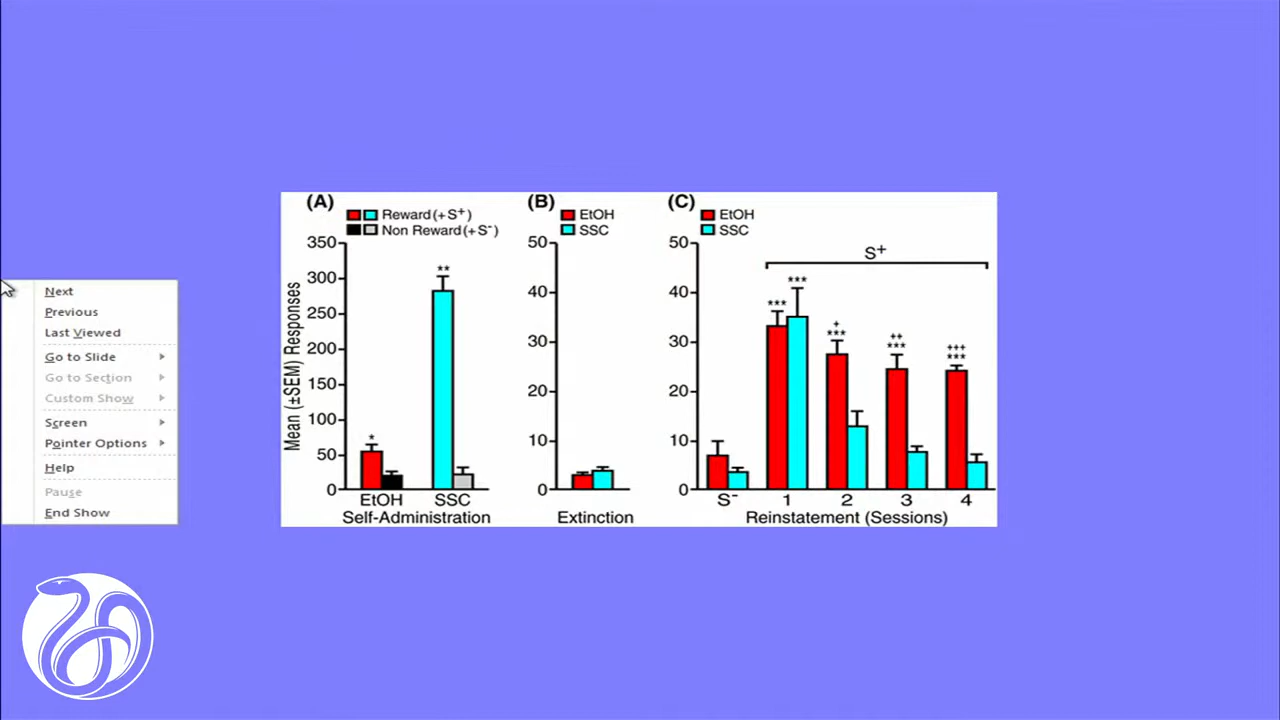 Next
Previous
Last Viewed
Go to Slide
Go to Section
Custom Show
Screen
Pointer Options
Help
Pause
End Show
(A)
Reward (+S+)
Non Reward (+S-)
350
300
250
200
150
100
50
0
Mean (±SEM) Responses
*
**
EtOH SSC
Self-Administration
(B)
EtOH
SSC
50
40
30
20
10
0
Extinction
(C)
EtOH
SSC
50
40
30
20
10
0
S+
*** ***
+
***
++
***
+++
***
S- 1 2 3 4
Reinstatement (Sessions)